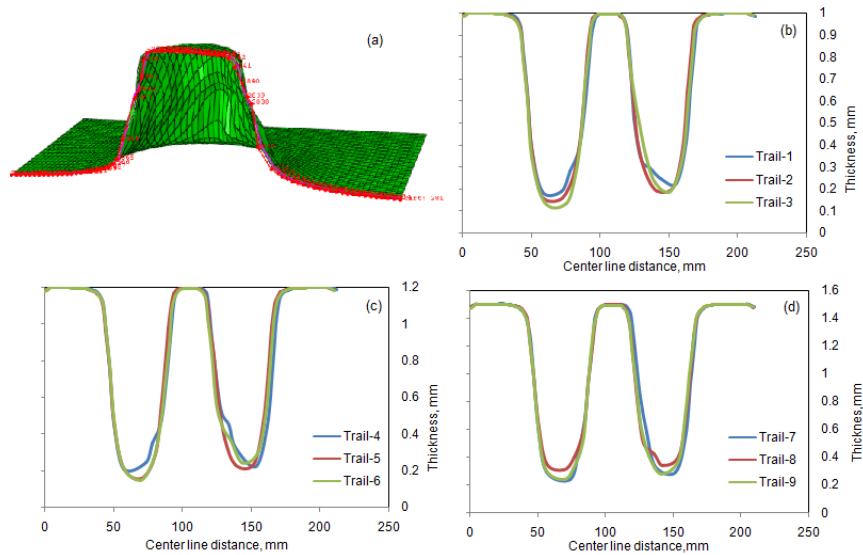 (a)
(b)
1
0.9
0.8
0.7
0.6
0.5
0.4
0.3
0.2
0.1
0
Thickness, mm
Trail-1
Trail-2
Trail-3
0
50
100
150
200
250
Center line distance, mm
(c)
1.2
1
0.8
0.6
0.4
0.2
0
Thickness, mm
Trail-4
Trail-5
Trail-6
0
50
100
150
200
250
Center line distance, mm
(d)
1.6
1.4
1.2
1
0.8
0.6
0.4
0.2
0
Thicknes,mm
Trail-7
Trail-8
Trail-9
0
50
100
150
200
250
Center line distance, mm